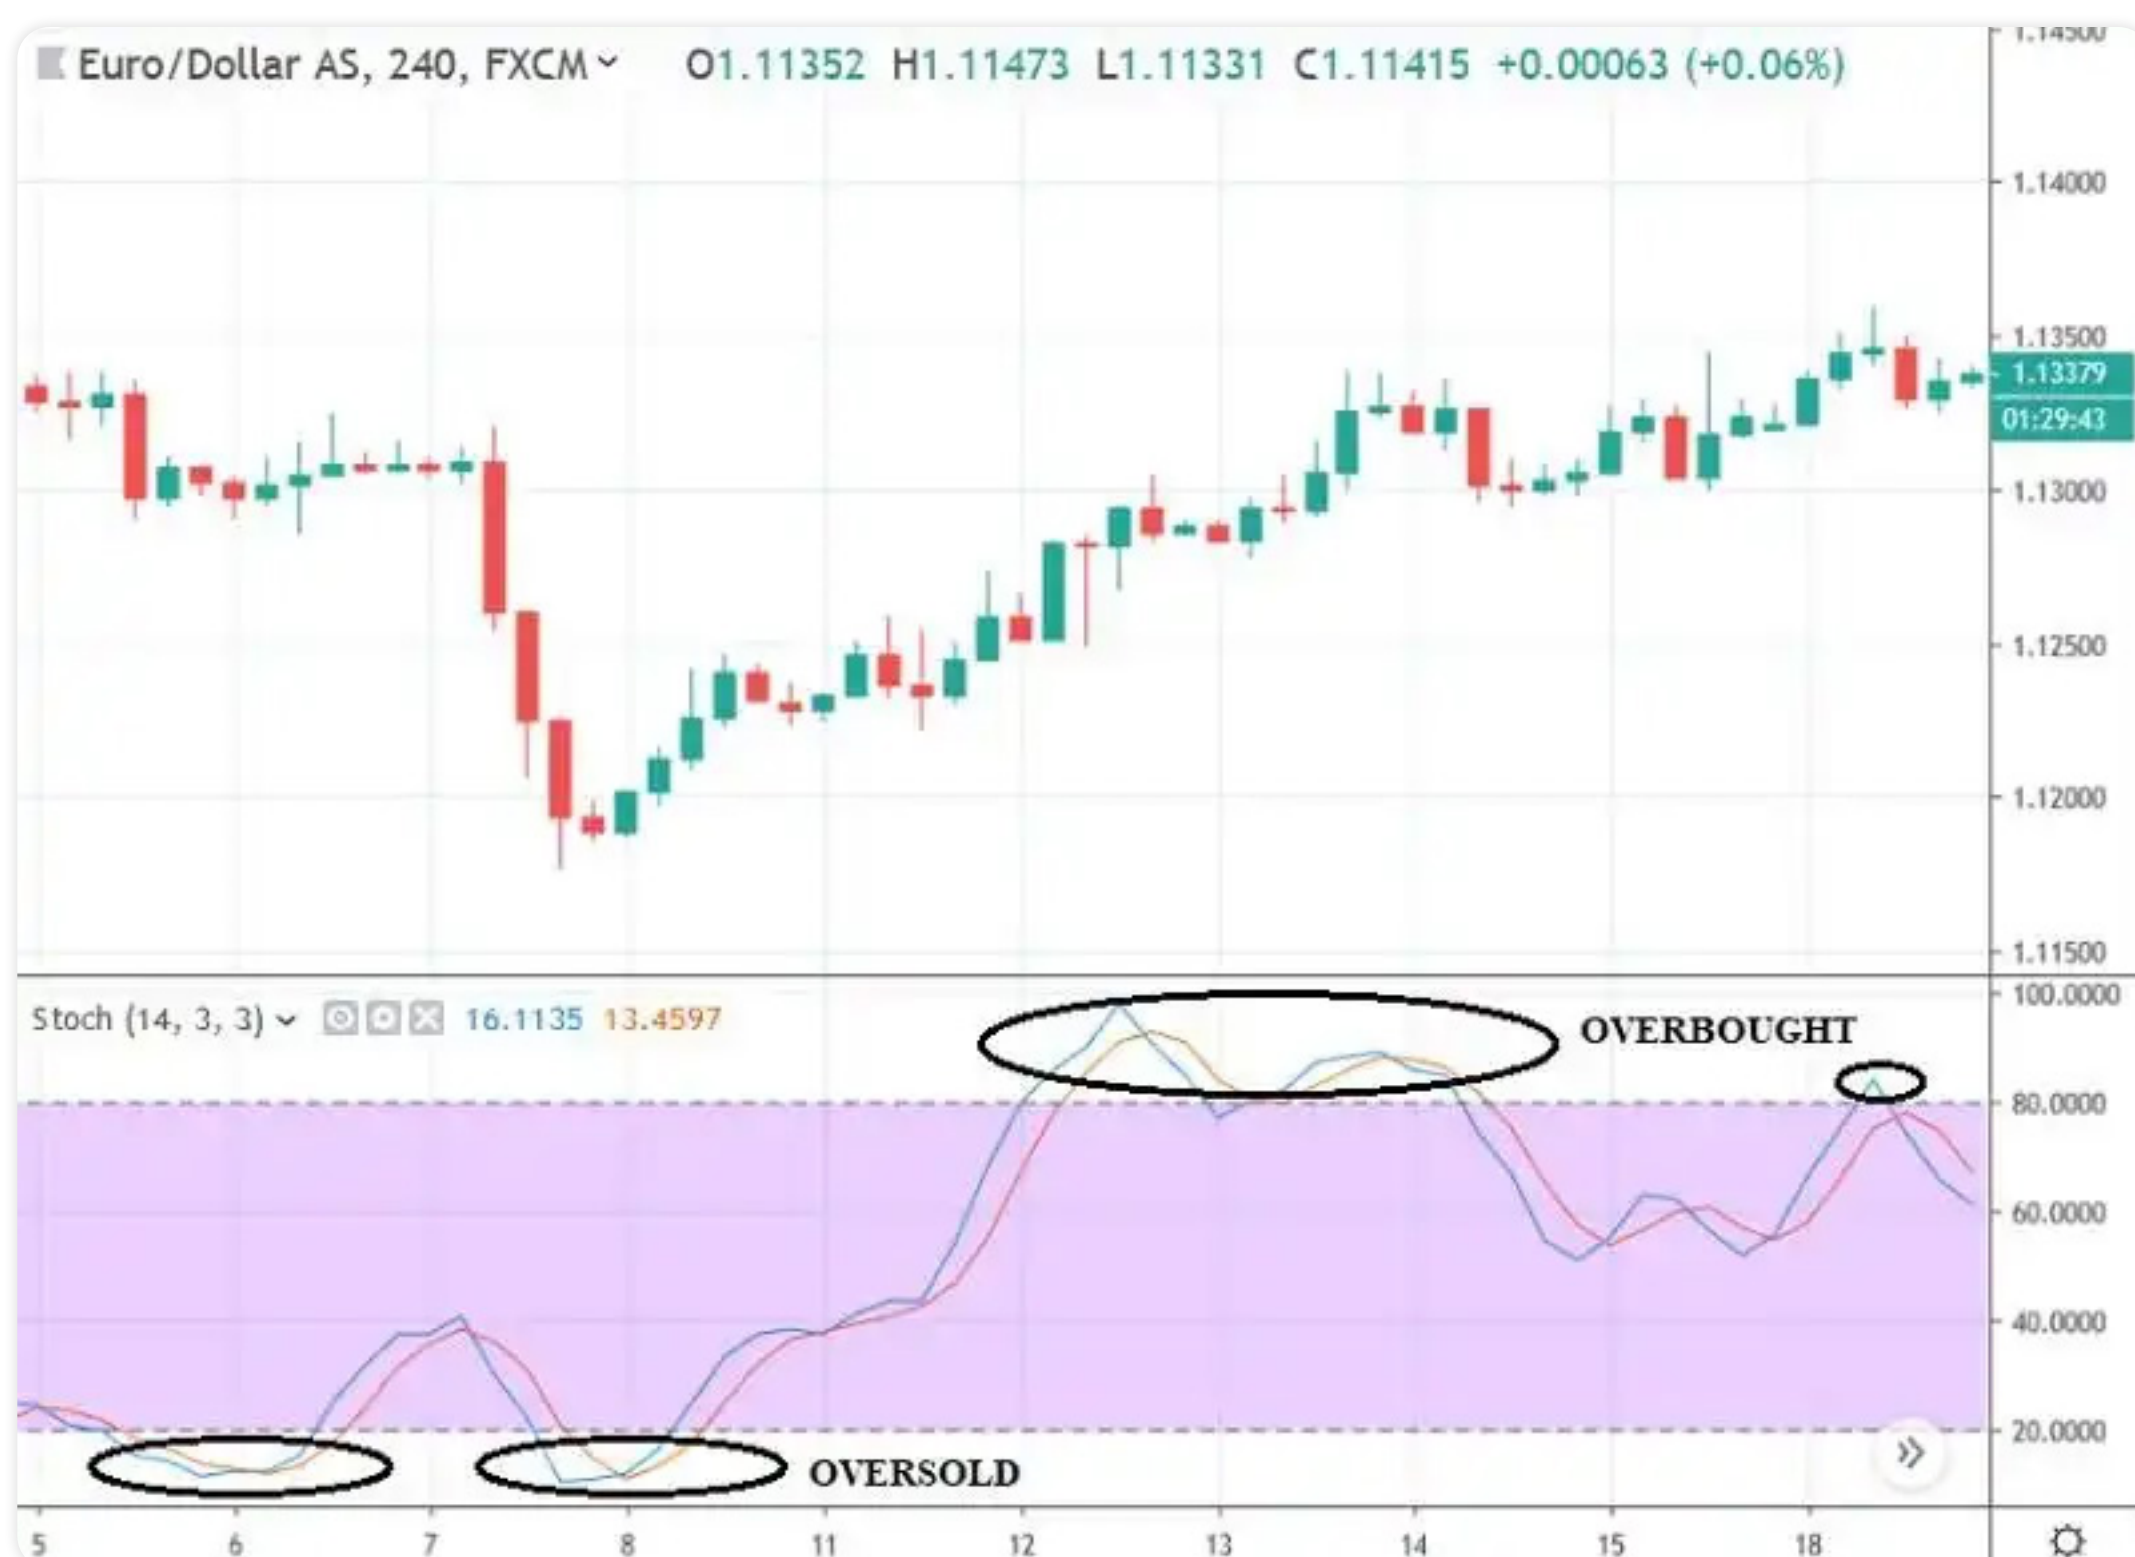 Euro/Dollar AS, 240, FXCM O1.11352 H1.11473 L1.11331 C1.11415 +0.00063 (+0.06%)
1.14500
1.14000
1.13500
1.13379
01:29:43
1.13000
1.12500
1.12000
1.11500
Stoch (14, 3, 3) 16.1135 13.4597
100.0000
OVERBOUGHT
80.0000
60.0000
40.0000
20.0000
OVERSOLD
5 6 7 8 11 12 13 14 15 18